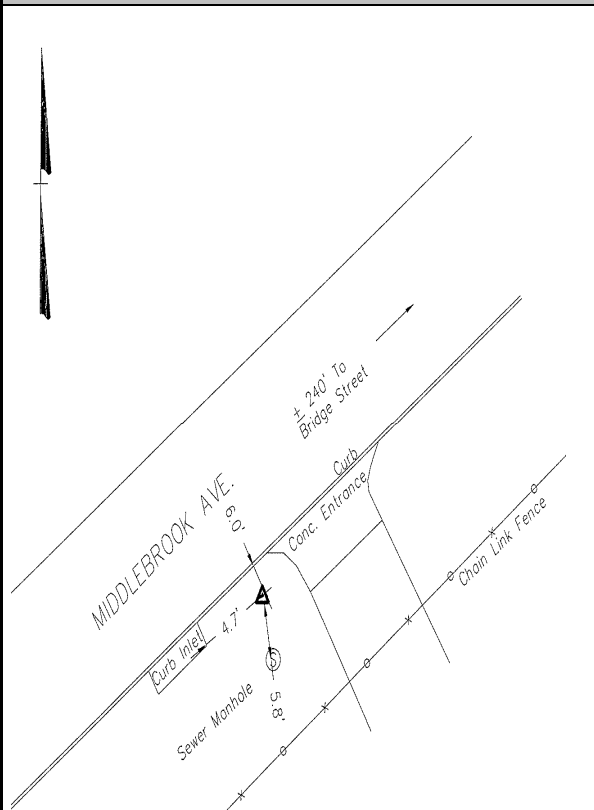 ± 240' To
Bridge Street
MIDDLEBROOK AVE.
6.0'
Curb
Conc. Entrance
Chain Link Fence
Curb Inlet
4.7'
S
Sewer Manhole
5.8'